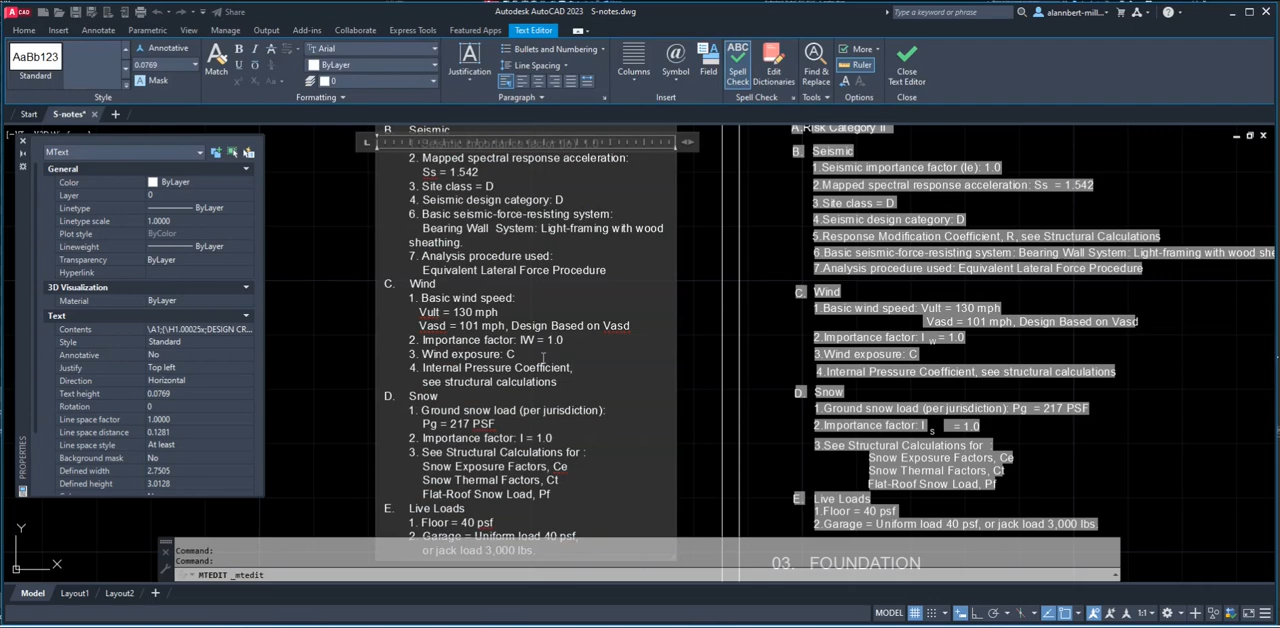 CAD
Share
Autodesk AutoCAD 2023 S-notes.dwg
Type a keyword or phrase
alannbert-mill...
Home Insert Annotate Parametric View Manage Output Add-ins Collaborate Express Tools Featured Apps Text Editor
AaBb123
Standard
Annotative
0.0769
Mask
Style
Match
Arial
ByLayer
0
Formatting
Justification
Bullets and Numbering
Line Spacing
Paragraph
Columns
Symbol
Field
Insert
ABC
Spell Check
Edit Dictionaries
Spell Check
Find & Replace
Tools
More
Ruler
Options
Close Text Editor
Close
Start S-notes*
MText
General
Color ByLayer
Layer 0
Linetype ByLayer
Linetype scale 1.0000
Plot style ByColor
Lineweight ByLayer
Transparency ByLayer
Hyperlink
3D Visualization
Material ByLayer
Text
Contents \A1;{\H1.00025x;DESIGN CR...
Style Standard
Annotative No
Justify Top left
Direction Horizontal
Text height 0.0769
Rotation 0
Line space factor 1.0000
Line space distance 0.1281
Line space style At least
Background mask No
Defined width 2.7505
Defined height 3.0128
PROPERTIES
B. Seismic
2. Mapped spectral response acceleration:
Ss = 1.542
3. Site class = D
4. Seismic design category: D
6. Basic seismic-force-resisting system:
Bearing Wall System: Light-framing with wood
sheathing.
7. Analysis procedure used:
Equivalent Lateral Force Procedure
C. Wind
1. Basic wind speed:
Vult = 130 mph
Vasd = 101 mph, Design Based on Vasd
2. Importance factor: IW = 1.0
3. Wind exposure: C
4. Internal Pressure Coefficient,
see structural calculations
D. Snow
1. Ground snow load (per jurisdiction):
Pg = 217 PSF
2. Importance factor: I = 1.0
3. See Structural Calculations for :
Snow Exposure Factors, Ce
Snow Thermal Factors, Ct
Flat-Roof Snow Load, Pf
E. Live Loads
1. Floor = 40 psf
2. Garage = Uniform load 40 psf,
or jack load 3,000 lbs.
A.Risk Category II
B Seismic
1.Seismic importance factor (Ie): 1.0
2.Mapped spectral response acceleration: Ss = 1.542
3.Site class = D
4.Seismic design category: D
5.Response Modification Coefficient, R, see Structural Calculations
6.Basic seismic-force-resisting system: Bearing Wall System: Light-framing with wood shea
7.Analysis procedure used: Equivalent Lateral Force Procedure
C. Wind
1.Basic wind speed: Vult = 130 mph
Vasd = 101 mph, Design Based on Vasd
2.Importance factor: I w = 1.0
3.Wind exposure: C
4.Internal Pressure Coefficient, see structural calculations
D. Snow
1.Ground snow load (per jurisdiction): Pg = 217 PSF
2.Importance factor: I s = 1.0
3.See Structural Calculations for :
Snow Exposure Factors, Ce
Snow Thermal Factors, Ct
Flat-Roof Snow Load, Pf
E. Live Loads
1.Floor = 40 psf
2.Garage = Uniform load 40 psf, or jack load 3,000 lbs.
03. FOUNDATION
Y
X
Command:
Command:
MTEDIT _mtedit
Model Layout1 Layout2
MODEL
1:1